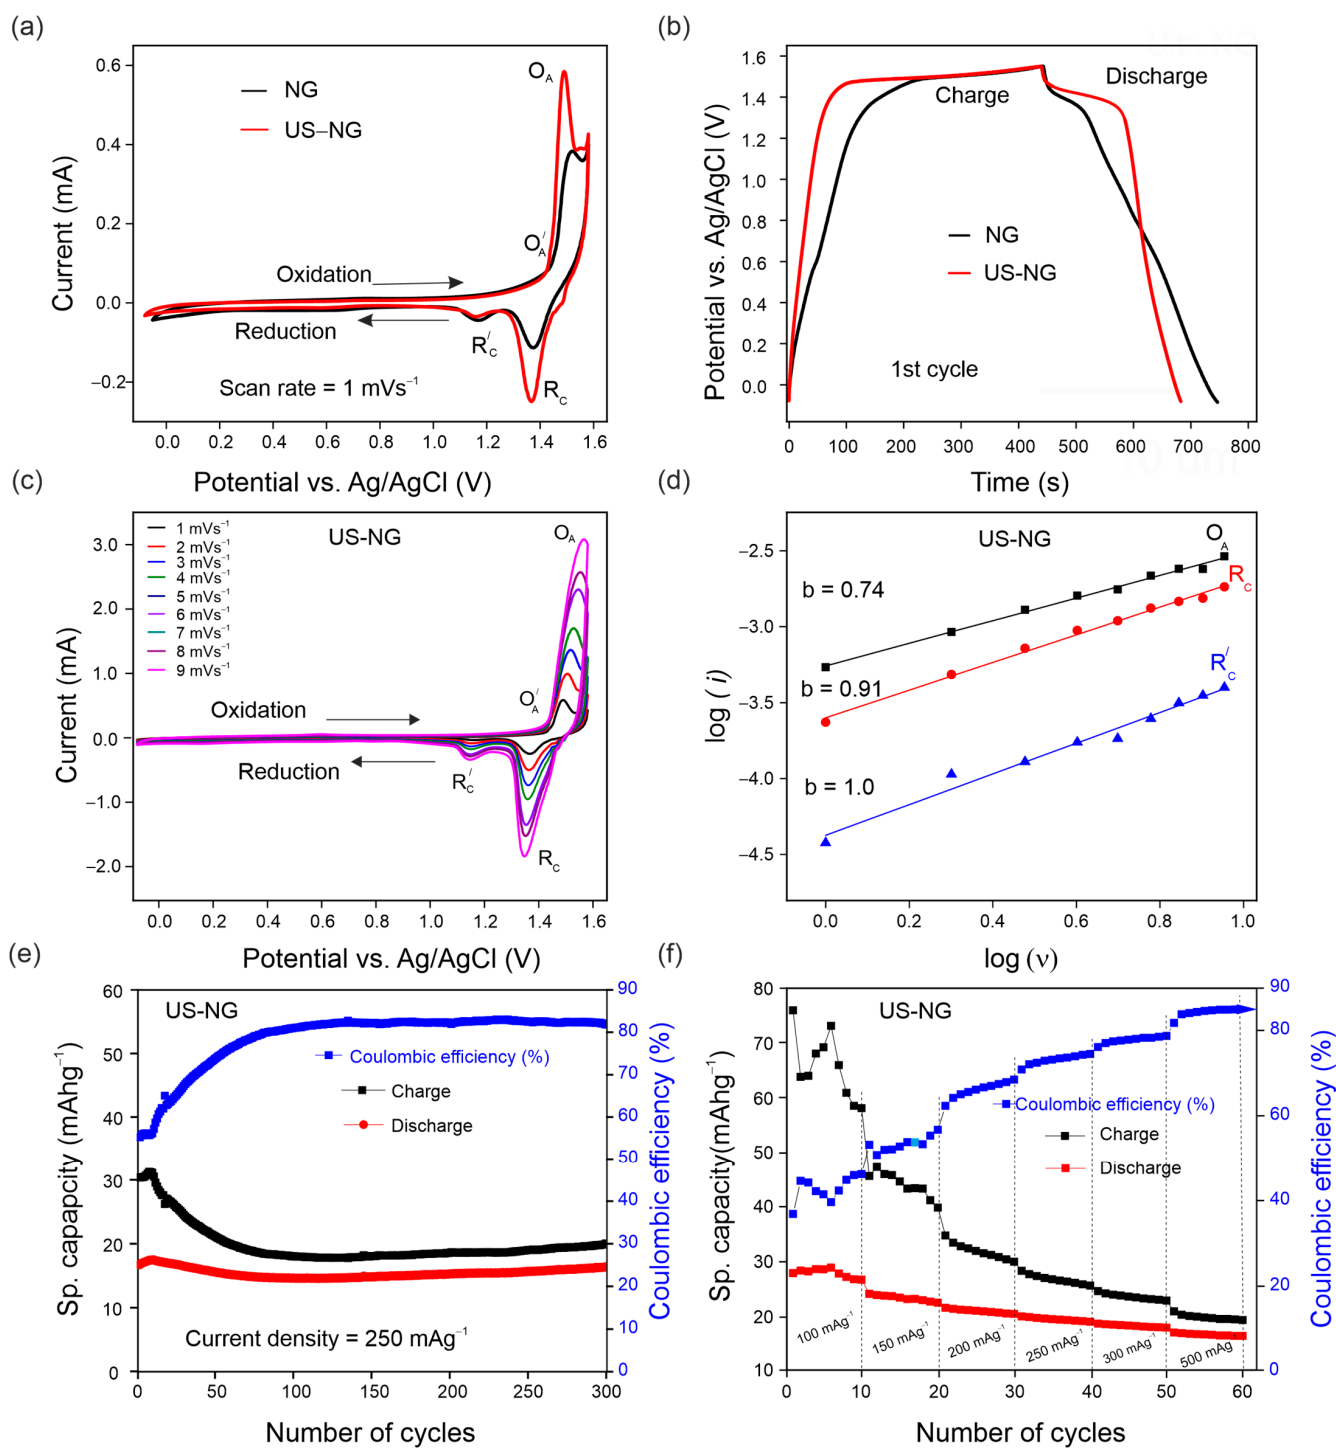 (a)
0.6
0.4
0.2
0.0
−0.2
Current (mA)
NG
US−NG
O_A
O_A^/
Oxidation
Reduction
R_C^/
R_C
Scan rate = 1 mVs⁻¹
0.0 0.2 0.4 0.6 0.8 1.0 1.2 1.4 1.6
Potential vs. Ag/AgCl (V)
(b)
1.6
1.4
1.2
1.0
0.8
0.6
0.4
0.2
0.0
Potential vs. Ag/AgCl (V)
Charge
Discharge
NG
US-NG
1st cycle
0 100 200 300 400 500 600 700 800
Time (s)
(c)
3.0
2.0
1.0
0.0
−1.0
−2.0
Current (mA)
1 mVs⁻¹
2 mVs⁻¹
3 mVs⁻¹
4 mVs⁻¹
5 mVs⁻¹
6 mVs⁻¹
7 mVs⁻¹
8 mVs⁻¹
9 mVs⁻¹
US-NG
O_A
O_A^/
Oxidation
Reduction
R_C^/
R_C
0.0 0.2 0.4 0.6 0.8 1.0 1.2 1.4 1.6
Potential vs. Ag/AgCl (V)
(d)
−2.5
−3.0
−3.5
−4.0
−4.5
log (i)
US-NG
O_A
R_C
R_C^/
b = 0.74
b = 0.91
b = 1.0
0.0 0.2 0.4 0.6 0.8 1.0
log (ν)
(e)
60
50
40
30
20
10
0
Sp. capapcity (mAhg⁻¹)
US-NG
Coulombic efficiency (%)
Charge
Discharge
Current density = 250 mAg⁻¹
90
80
70
60
50
40
30
20
10
0
Coulombic efficiency (%)
0 50 100 150 200 250 300
Number of cycles
(f)
80
70
60
50
40
30
20
10
Sp. capacity(mAhg⁻¹)
US-NG
Coulombic efficiency (%)
Charge
Discharge
100 mAg⁻¹
150 mAg⁻¹
200 mAg⁻¹
250 mAg⁻¹
300 mAg⁻¹
500 mAg
80
60
40
20
0
Coulombic efficiency (%)
0 10 20 30 40 50 60
Number of cycles